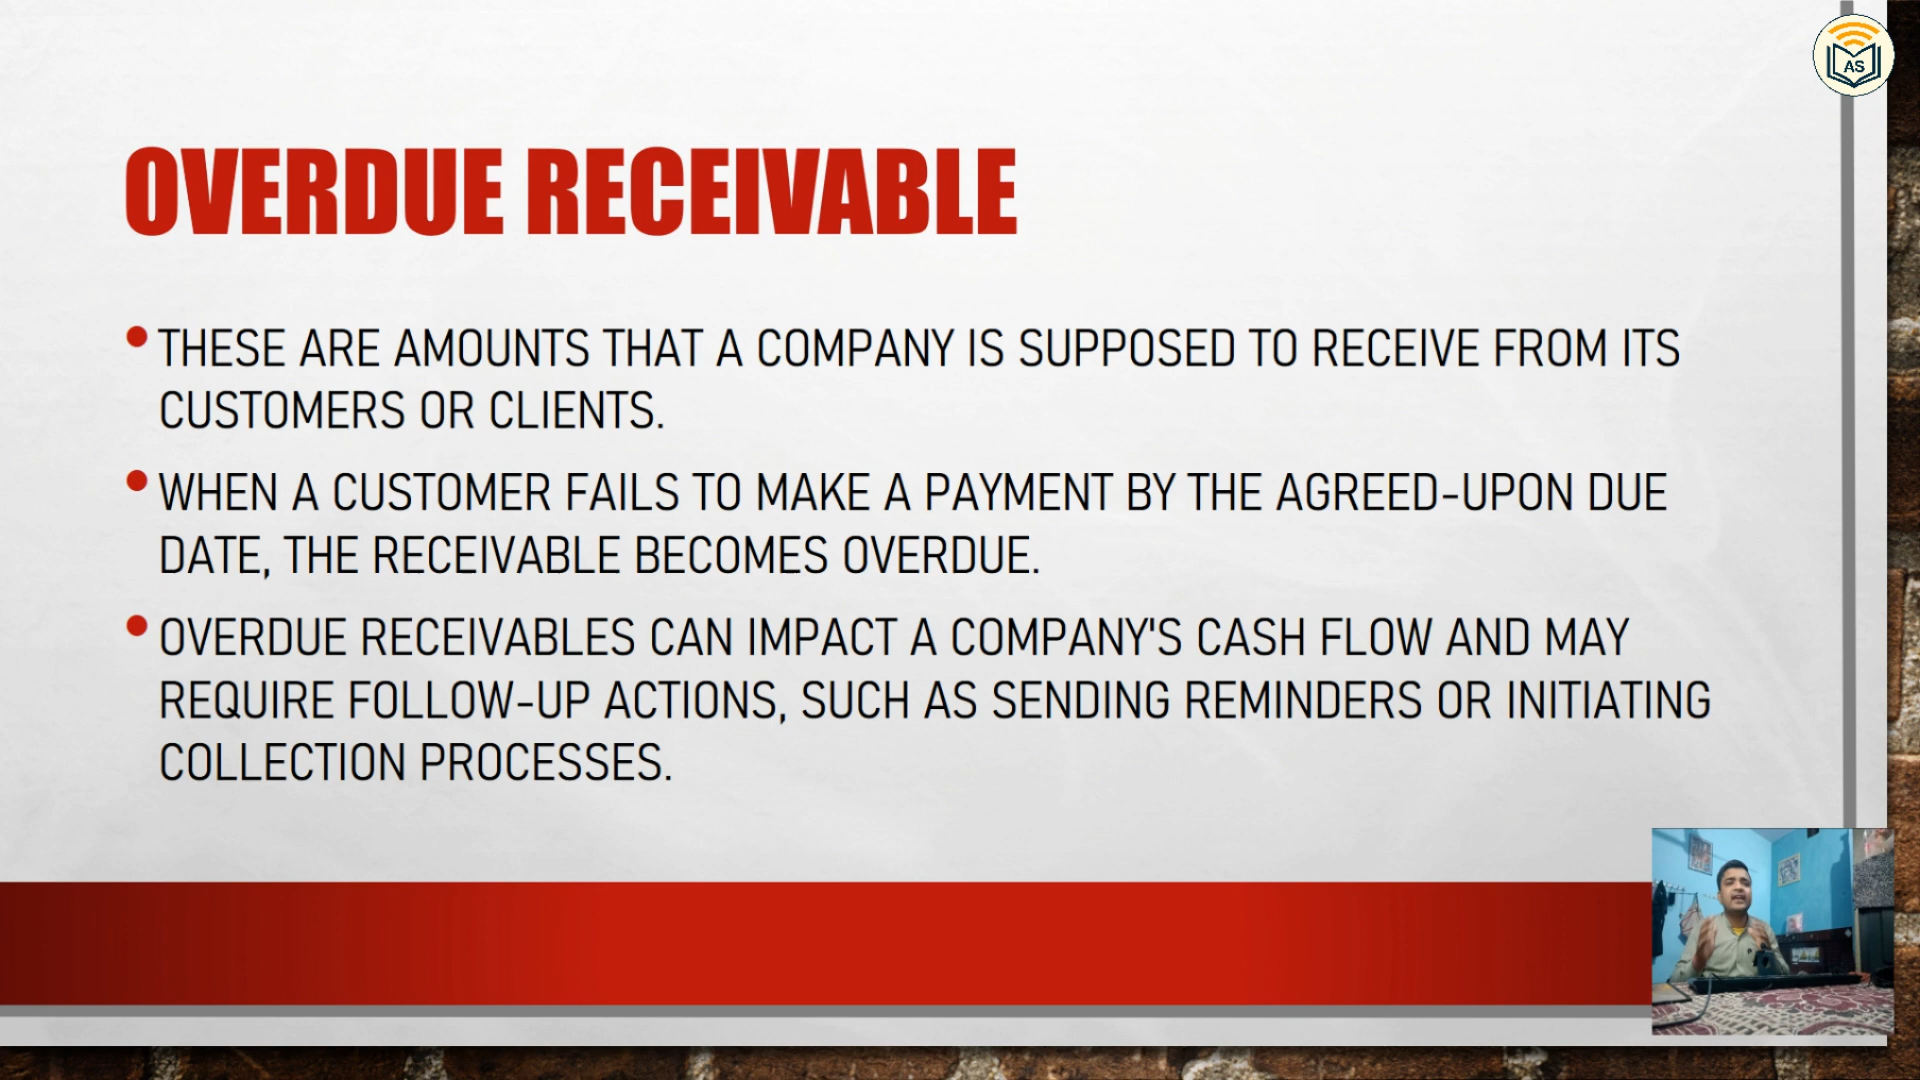 AS
OVERDUE RECEIVABLE
• THESE ARE AMOUNTS THAT A COMPANY IS SUPPOSED TO RECEIVE FROM ITS
CUSTOMERS OR CLIENTS.
• WHEN A CUSTOMER FAILS TO MAKE A PAYMENT BY THE AGREED-UPON DUE
DATE, THE RECEIVABLE BECOMES OVERDUE.
• OVERDUE RECEIVABLES CAN IMPACT A COMPANY'S CASH FLOW AND MAY
REQUIRE FOLLOW-UP ACTIONS, SUCH AS SENDING REMINDERS OR INITIATING
COLLECTION PROCESSES.